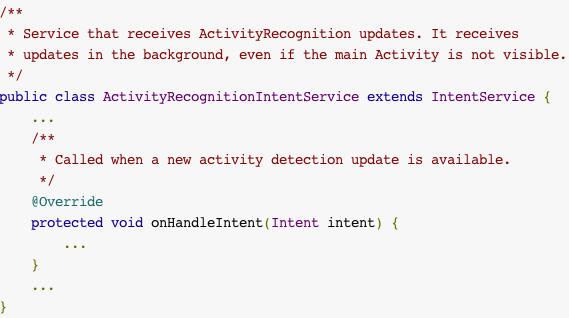 /**
 * Service that receives ActivityRecognition updates. It receives
 * updates in the background, even if the main Activity is not visible.
 */
public class ActivityRecognitionIntentService extends IntentService {
    ...
    /**
     * Called when a new activity detection update is available.
     */
    @Override
    protected void onHandleIntent(Intent intent) {
        ...
    }
    ...
}